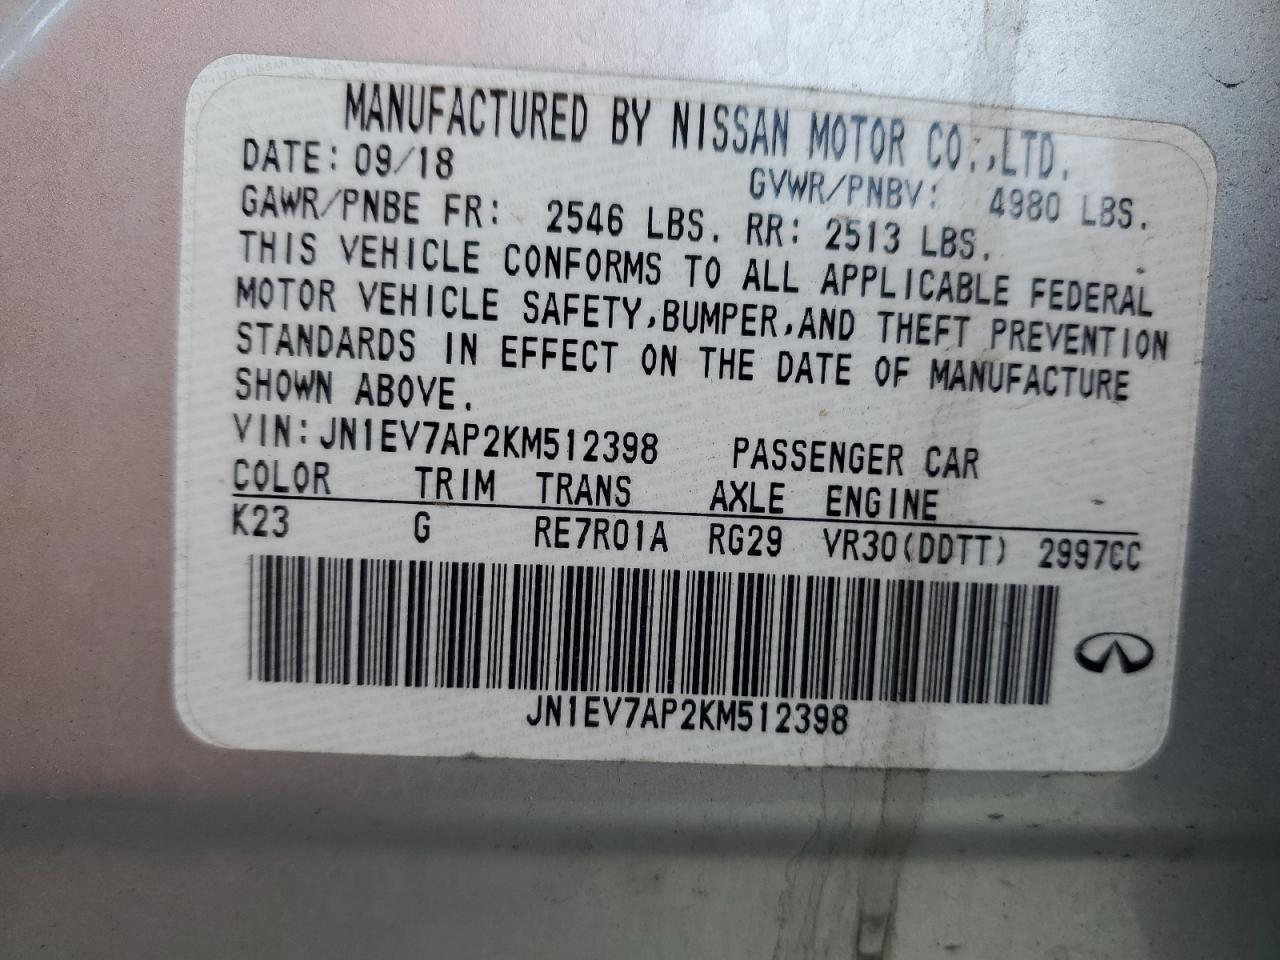 MANUFACTURED BY NISSAN MOTOR CO.,LTD.
DATE: 09/18 GVWR/PNBV: 4980 LBS.
GAWR/PNBE FR: 2546 LBS. RR: 2513 LBS.
THIS VEHICLE CONFORMS TO ALL APPLICABLE FEDERAL
MOTOR VEHICLE SAFETY,BUMPER,AND THEFT PREVENTION
STANDARDS IN EFFECT ON THE DATE OF MANUFACTURE
SHOWN ABOVE.
VIN:JN1EV7AP2KM512398 PASSENGER CAR
COLOR TRIM TRANS AXLE ENGINE
K23 G RE7R01A RG29 VR30(DDTT) 2997CC
JN1EV7AP2KM512398